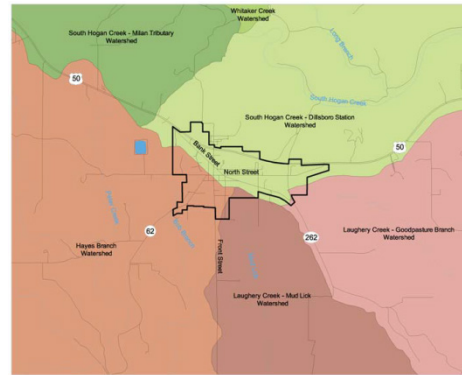 Whitaker Creek
Watershed
South Hogan Creek - Milan Tributary
Watershed
Long Branch
50
South Hogan Creek
South Hogan Creek - Dillsboro Station
Watershed
Bank Street
50
North Street
62
262
Hayes Branch
Watershed
Front Street
Laughery Creek - Goodpasture Branch
Watershed
Laughery Creek - Mud Lick
Watershed